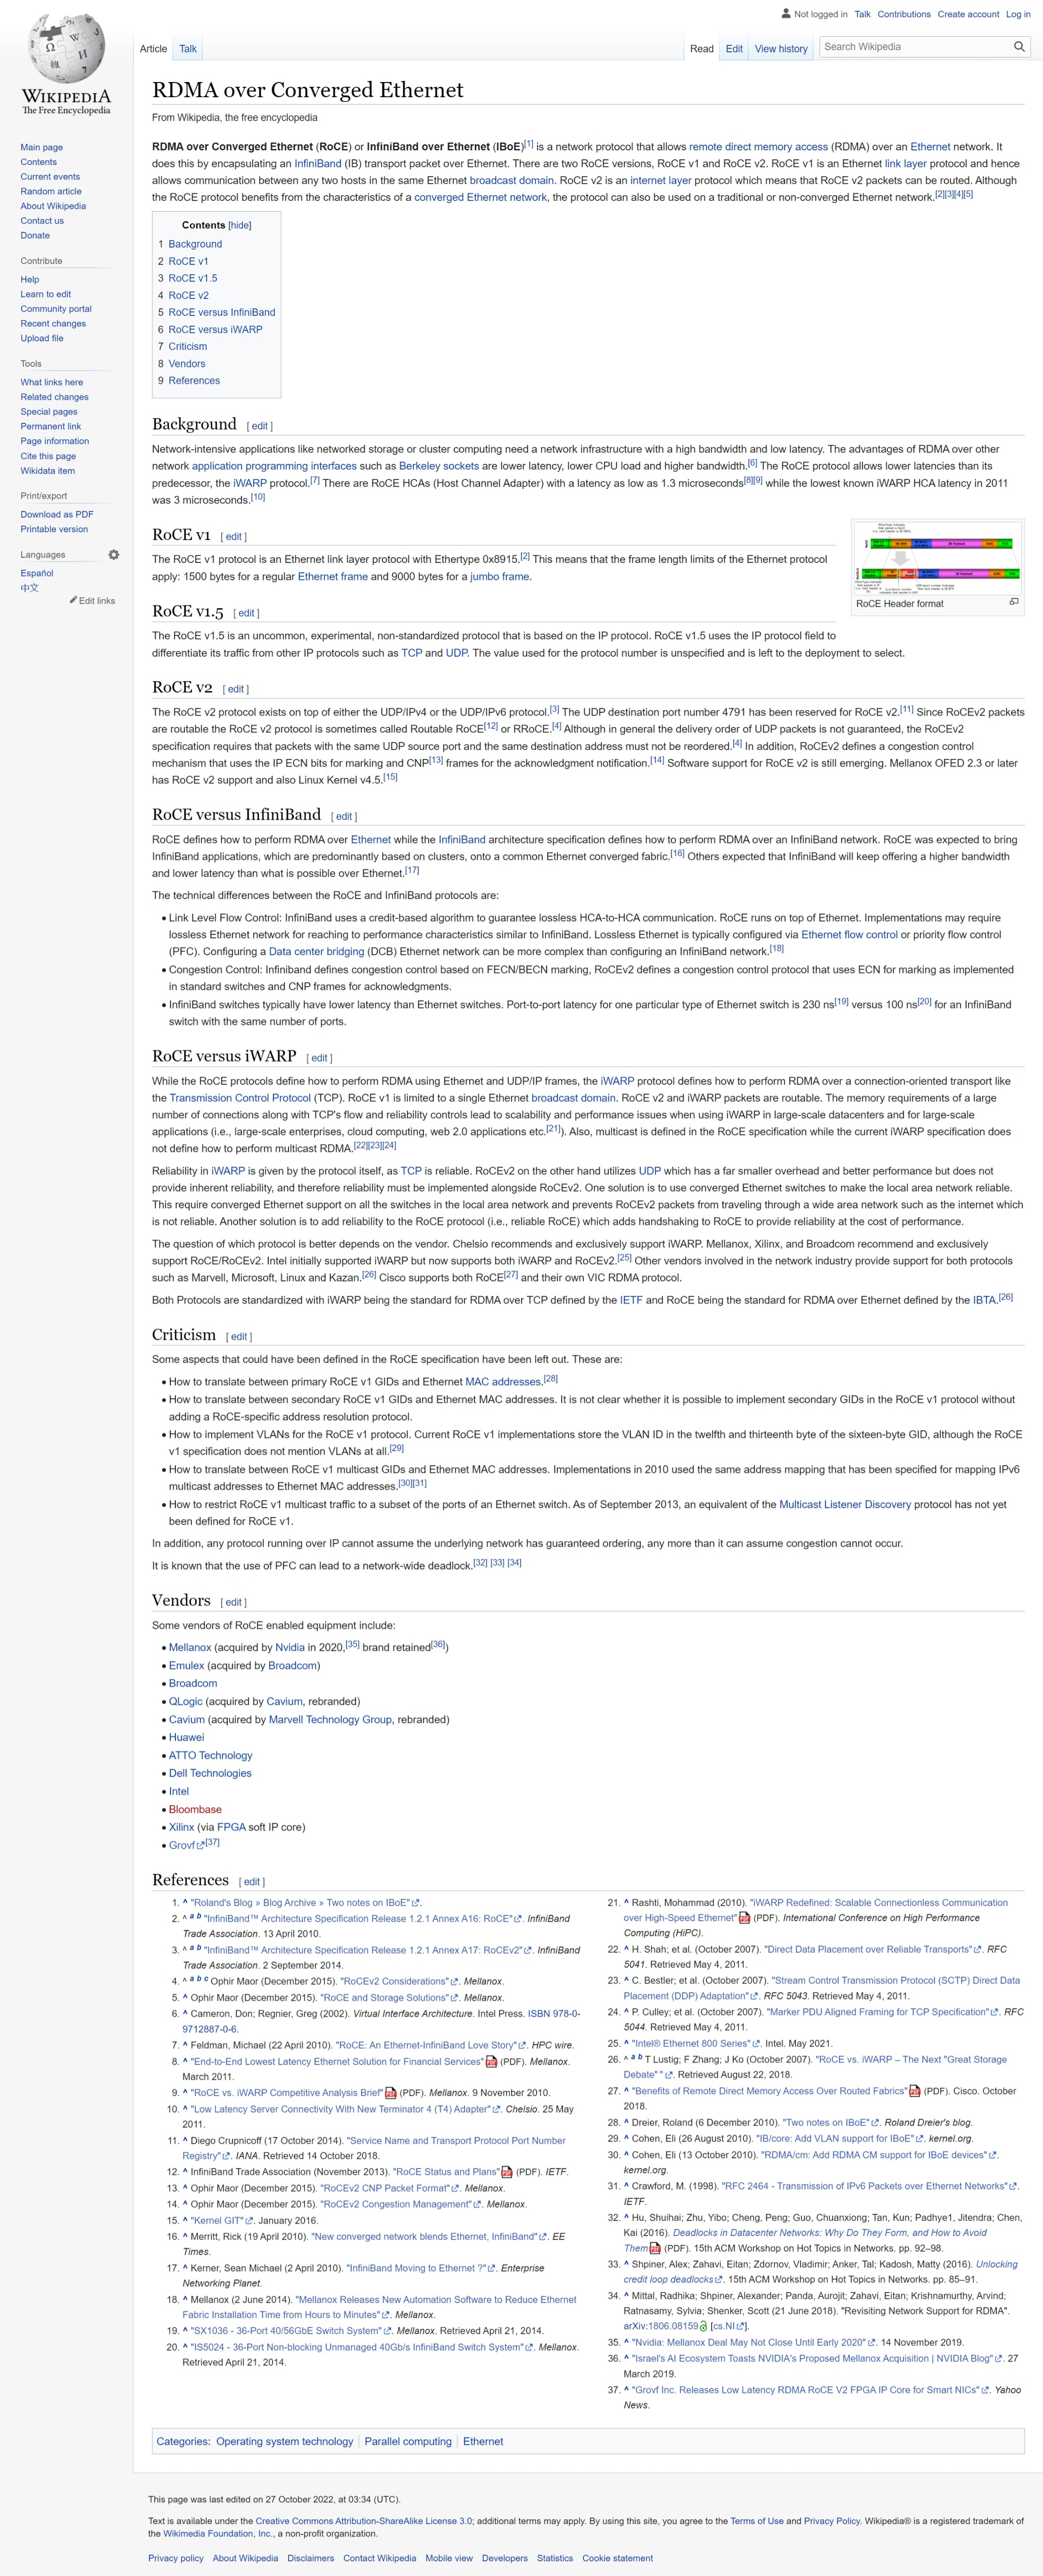 Not logged in Talk Contributions Create account Log in
Article Talk
Read Edit View history
Search Wikipedia
WIKIPEDIA
The Free Encyclopedia
Main page
Contents
Current events
Random article
About Wikipedia
Contact us
Donate
Contribute
Help
Learn to edit
Community portal
Recent changes
Upload file
Tools
What links here
Related changes
Special pages
Permanent link
Page information
Cite this page
Wikidata item
Print/export
Download as PDF
Printable version
Languages
Español
中文
Edit links
RDMA over Converged Ethernet
From Wikipedia, the free encyclopedia
RDMA over Converged Ethernet (RoCE) or InfiniBand over Ethernet (IBoE)[1] is a network protocol that allows remote direct memory access (RDMA) over an Ethernet network. It
does this by encapsulating an InfiniBand (IB) transport packet over Ethernet. There are two RoCE versions, RoCE v1 and RoCE v2. RoCE v1 is an Ethernet link layer protocol and hence
allows communication between any two hosts in the same Ethernet broadcast domain. RoCE v2 is an internet layer protocol which means that RoCE v2 packets can be routed. Although
the RoCE protocol benefits from the characteristics of a converged Ethernet network, the protocol can also be used on a traditional or non-converged Ethernet network.[2][3][4][5]
Contents [hide]
1 Background
2 RoCE v1
3 RoCE v1.5
4 RoCE v2
5 RoCE versus InfiniBand
6 RoCE versus iWARP
7 Criticism
8 Vendors
9 References
Background [ edit ]
Network-intensive applications like networked storage or cluster computing need a network infrastructure with a high bandwidth and low latency. The advantages of RDMA over other
network application programming interfaces such as Berkeley sockets are lower latency, lower CPU load and higher bandwidth.[6] The RoCE protocol allows lower latencies than its
predecessor, the iWARP protocol.[7] There are RoCE HCAs (Host Channel Adapter) with a latency as low as 1.3 microseconds[8][9] while the lowest known iWARP HCA latency in 2011
was 3 microseconds.[10]
RoCE v1 [ edit ]
The RoCE v1 protocol is an Ethernet link layer protocol with Ethertype 0x8915.[2] This means that the frame length limits of the Ethernet protocol
apply: 1500 bytes for a regular Ethernet frame and 9000 bytes for a jumbo frame.
RoCE Header format
RoCE v1.5 [ edit ]
The RoCE v1.5 is an uncommon, experimental, non-standardized protocol that is based on the IP protocol. RoCE v1.5 uses the IP protocol field to
differentiate its traffic from other IP protocols such as TCP and UDP. The value used for the protocol number is unspecified and is left to the deployment to select.
RoCE v2 [ edit ]
The RoCE v2 protocol exists on top of either the UDP/IPv4 or the UDP/IPv6 protocol.[3] The UDP destination port number 4791 has been reserved for RoCE v2.[11] Since RoCEv2 packets
are routable the RoCE v2 protocol is sometimes called Routable RoCE[12] or RRoCE.[4] Although in general the delivery order of UDP packets is not guaranteed, the RoCEv2
specification requires that packets with the same UDP source port and the same destination address must not be reordered.[4] In addition, RoCEv2 defines a congestion control
mechanism that uses the IP ECN bits for marking and CNP[13] frames for the acknowledgment notification.[14] Software support for RoCE v2 is still emerging. Mellanox OFED 2.3 or later
has RoCE v2 support and also Linux Kernel v4.5.[15]
RoCE versus InfiniBand [ edit ]
RoCE defines how to perform RDMA over Ethernet while the InfiniBand architecture specification defines how to perform RDMA over an InfiniBand network. RoCE was expected to bring
InfiniBand applications, which are predominantly based on clusters, onto a common Ethernet converged fabric.[16] Others expected that InfiniBand will keep offering a higher bandwidth
and lower latency than what is possible over Ethernet.[17]
The technical differences between the RoCE and InfiniBand protocols are:
• Link Level Flow Control: InfiniBand uses a credit-based algorithm to guarantee lossless HCA-to-HCA communication. RoCE runs on top of Ethernet. Implementations may require
lossless Ethernet network for reaching to performance characteristics similar to InfiniBand. Lossless Ethernet is typically configured via Ethernet flow control or priority flow control
(PFC). Configuring a Data center bridging (DCB) Ethernet network can be more complex than configuring an InfiniBand network.[18]
• Congestion Control: Infiniband defines congestion control based on FECN/BECN marking, RoCEv2 defines a congestion control protocol that uses ECN for marking as implemented
in standard switches and CNP frames for acknowledgments.
• InfiniBand switches typically have lower latency than Ethernet switches. Port-to-port latency for one particular type of Ethernet switch is 230 ns[19] versus 100 ns[20] for an InfiniBand
switch with the same number of ports.
RoCE versus iWARP [ edit ]
While the RoCE protocols define how to perform RDMA using Ethernet and UDP/IP frames, the iWARP protocol defines how to perform RDMA over a connection-oriented transport like
the Transmission Control Protocol (TCP). RoCE v1 is limited to a single Ethernet broadcast domain. RoCE v2 and iWARP packets are routable. The memory requirements of a large
number of connections along with TCP's flow and reliability controls lead to scalability and performance issues when using iWARP in large-scale datacenters and for large-scale
applications (i.e., large-scale enterprises, cloud computing, web 2.0 applications etc.[21]). Also, multicast is defined in the RoCE specification while the current iWARP specification does
not define how to perform multicast RDMA.[22][23][24]
Reliability in iWARP is given by the protocol itself, as TCP is reliable. RoCEv2 on the other hand utilizes UDP which has a far smaller overhead and better performance but does not
provide inherent reliability, and therefore reliability must be implemented alongside RoCEv2. One solution is to use converged Ethernet switches to make the local area network reliable.
This require converged Ethernet support on all the switches in the local area network and prevents RoCEv2 packets from traveling through a wide area network such as the internet which
is not reliable. Another solution is to add reliability to the RoCE protocol (i.e., reliable RoCE) which adds handshaking to RoCE to provide reliability at the cost of performance.
The question of which protocol is better depends on the vendor. Chelsio recommends and exclusively support iWARP. Mellanox, Xilinx, and Broadcom recommend and exclusively
support RoCE/RoCEv2. Intel initially supported iWARP but now supports both iWARP and RoCEv2.[25] Other vendors involved in the network industry provide support for both protocols
such as Marvell, Microsoft, Linux and Kazan.[26] Cisco supports both RoCE[27] and their own VIC RDMA protocol.
Both Protocols are standardized with iWARP being the standard for RDMA over TCP defined by the IETF and RoCE being the standard for RDMA over Ethernet defined by the IBTA.[26]
Criticism [ edit ]
Some aspects that could have been defined in the RoCE specification have been left out. These are:
• How to translate between primary RoCE v1 GIDs and Ethernet MAC addresses.[28]
• How to translate between secondary RoCE v1 GIDs and Ethernet MAC addresses. It is not clear whether it is possible to implement secondary GIDs in the RoCE v1 protocol without
adding a RoCE-specific address resolution protocol.
• How to implement VLANs for the RoCE v1 protocol. Current RoCE v1 implementations store the VLAN ID in the twelfth and thirteenth byte of the sixteen-byte GID, although the RoCE
v1 specification does not mention VLANs at all.[29]
• How to translate between RoCE v1 multicast GIDs and Ethernet MAC addresses. Implementations in 2010 used the same address mapping that has been specified for mapping IPv6
multicast addresses to Ethernet MAC addresses.[30][31]
• How to restrict RoCE v1 multicast traffic to a subset of the ports of an Ethernet switch. As of September 2013, an equivalent of the Multicast Listener Discovery protocol has not yet
been defined for RoCE v1.
In addition, any protocol running over IP cannot assume the underlying network has guaranteed ordering, any more than it can assume congestion cannot occur.
It is known that the use of PFC can lead to a network-wide deadlock.[32] [33] [34]
Vendors [ edit ]
Some vendors of RoCE enabled equipment include:
• Mellanox (acquired by Nvidia in 2020,[35] brand retained[36])
• Emulex (acquired by Broadcom)
• Broadcom
• QLogic (acquired by Cavium, rebranded)
• Cavium (acquired by Marvell Technology Group, rebranded)
• Huawei
• ATTO Technology
• Dell Technologies
• Intel
• Bloombase
• Xilinx (via FPGA soft IP core)
• Grovf[37]
References [ edit ]
1. ^ "Roland's Blog » Blog Archive » Two notes on IBoE".
2. ^ a b "InfiniBand™ Architecture Specification Release 1.2.1 Annex A16: RoCE". InfiniBand
Trade Association. 13 April 2010.
3. ^ a b "InfiniBand™ Architecture Specification Release 1.2.1 Annex A17: RoCEv2". InfiniBand
Trade Association. 2 September 2014.
4. ^ a b c Ophir Maor (December 2015). "RoCEv2 Considerations". Mellanox.
5. ^ Ophir Maor (December 2015). "RoCE and Storage Solutions". Mellanox.
6. ^ Cameron, Don; Regnier, Greg (2002). Virtual Interface Architecture. Intel Press. ISBN 978-0-
9712887-0-6.
7. ^ Feldman, Michael (22 April 2010). "RoCE: An Ethernet-InfiniBand Love Story". HPC wire.
8. ^ "End-to-End Lowest Latency Ethernet Solution for Financial Services" (PDF). Mellanox.
March 2011.
9. ^ "RoCE vs. iWARP Competitive Analysis Brief" (PDF). Mellanox. 9 November 2010.
10. ^ "Low Latency Server Connectivity With New Terminator 4 (T4) Adapter". Chelsio. 25 May
2011.
11. ^ Diego Crupnicoff (17 October 2014). "Service Name and Transport Protocol Port Number
Registry". IANA. Retrieved 14 October 2018.
12. ^ InfiniBand Trade Association (November 2013). "RoCE Status and Plans" (PDF). IETF.
13. ^ Ophir Maor (December 2015). "RoCEv2 CNP Packet Format". Mellanox.
14. ^ Ophir Maor (December 2015). "RoCEv2 Congestion Management". Mellanox.
15. ^ "Kernel GIT". January 2016.
16. ^ Merritt, Rick (19 April 2010). "New converged network blends Ethernet, InfiniBand". EE
Times.
17. ^ Kerner, Sean Michael (2 April 2010). "InfiniBand Moving to Ethernet ?". Enterprise
Networking Planet.
18. ^ Mellanox (2 June 2014). "Mellanox Releases New Automation Software to Reduce Ethernet
Fabric Installation Time from Hours to Minutes". Mellanox.
19. ^ "SX1036 - 36-Port 40/56GbE Switch System". Mellanox. Retrieved April 21, 2014.
20. ^ "IS5024 - 36-Port Non-blocking Unmanaged 40Gb/s InfiniBand Switch System". Mellanox.
Retrieved April 21, 2014.
21. ^ Rashti, Mohammad (2010). "iWARP Redefined: Scalable Connectionless Communication
over High-Speed Ethernet" (PDF). International Conference on High Performance
Computing (HiPC).
22. ^ H. Shah; et al. (October 2007). "Direct Data Placement over Reliable Transports". RFC
5041. Retrieved May 4, 2011.
23. ^ C. Bestler; et al. (October 2007). "Stream Control Transmission Protocol (SCTP) Direct Data
Placement (DDP) Adaptation". RFC 5043. Retrieved May 4, 2011.
24. ^ P. Culley; et al. (October 2007). "Marker PDU Aligned Framing for TCP Specification". RFC
5044. Retrieved May 4, 2011.
25. ^ "Intel® Ethernet 800 Series". Intel. May 2021.
26. ^ a b T Lustig; F Zhang; J Ko (October 2007). "RoCE vs. iWARP – The Next "Great Storage
Debate" ". Retrieved August 22, 2018.
27. ^ "Benefits of Remote Direct Memory Access Over Routed Fabrics" (PDF). Cisco. October
2018.
28. ^ Dreier, Roland (6 December 2010). "Two notes on IBoE". Roland Dreier's blog.
29. ^ Cohen, Eli (26 August 2010). "IB/core: Add VLAN support for IBoE". kernel.org.
30. ^ Cohen, Eli (13 October 2010). "RDMA/cm: Add RDMA CM support for IBoE devices".
kernel.org.
31. ^ Crawford, M. (1998). "RFC 2464 - Transmission of IPv6 Packets over Ethernet Networks".
IETF.
32. ^ Hu, Shuihai; Zhu, Yibo; Cheng, Peng; Guo, Chuanxiong; Tan, Kun; Padhye1, Jitendra; Chen,
Kai (2016). Deadlocks in Datacenter Networks: Why Do They Form, and How to Avoid
Them (PDF). 15th ACM Workshop on Hot Topics in Networks. pp. 92–98.
33. ^ Shpiner, Alex; Zahavi, Eitan; Zdornov, Vladimir; Anker, Tal; Kadosh, Matty (2016). Unlocking
credit loop deadlocks. 15th ACM Workshop on Hot Topics in Networks. pp. 85–91.
34. ^ Mittal, Radhika; Shpiner, Alexander; Panda, Aurojit; Zahavi, Eitan; Krishnamurthy, Arvind;
Ratnasamy, Sylvia; Shenker, Scott (21 June 2018). "Revisiting Network Support for RDMA".
arXiv:1806.08159 [cs.NI].
35. ^ "Nvidia: Mellanox Deal May Not Close Until Early 2020". 14 November 2019.
36. ^ "Israel's AI Ecosystem Toasts NVIDIA's Proposed Mellanox Acquisition | NVIDIA Blog". 27
March 2019.
37. ^ "Grovf Inc. Releases Low Latency RDMA RoCE V2 FPGA IP Core for Smart NICs". Yahoo
News.
Categories: Operating system technology | Parallel computing | Ethernet
This page was last edited on 27 October 2022, at 03:34 (UTC).
Text is available under the Creative Commons Attribution-ShareAlike License 3.0; additional terms may apply. By using this site, you agree to the Terms of Use and Privacy Policy. Wikipedia® is a registered trademark of
the Wikimedia Foundation, Inc., a non-profit organization.
Privacy policy About Wikipedia Disclaimers Contact Wikipedia Mobile view Developers Statistics Cookie statement